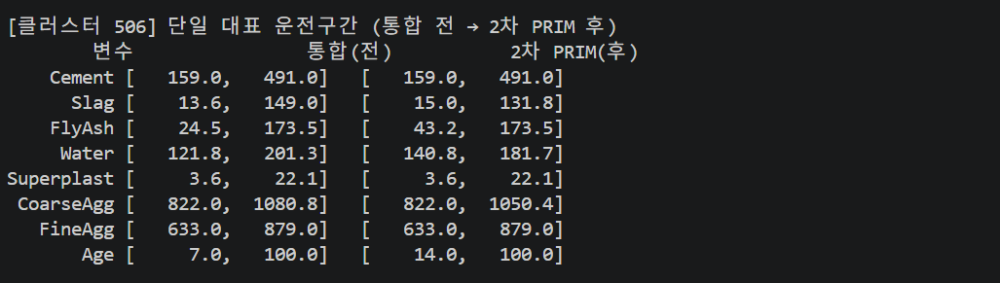 [클러스터 506] 단일 대표 운전구간 (통합 전 → 2차 PRIM 후)
변수 통합(전) 2차 PRIM(후)
Cement [ 159.0, 491.0] [ 159.0, 491.0]
Slag [ 13.6, 149.0] [ 15.0, 131.8]
FlyAsh [ 24.5, 173.5] [ 43.2, 173.5]
Water [ 121.8, 201.3] [ 140.8, 181.7]
Superplast [ 3.6, 22.1] [ 3.6, 22.1]
CoarseAgg [ 822.0, 1080.8] [ 822.0, 1050.4]
FineAgg [ 633.0, 879.0] [ 633.0, 879.0]
Age [ 7.0, 100.0] [ 14.0, 100.0]